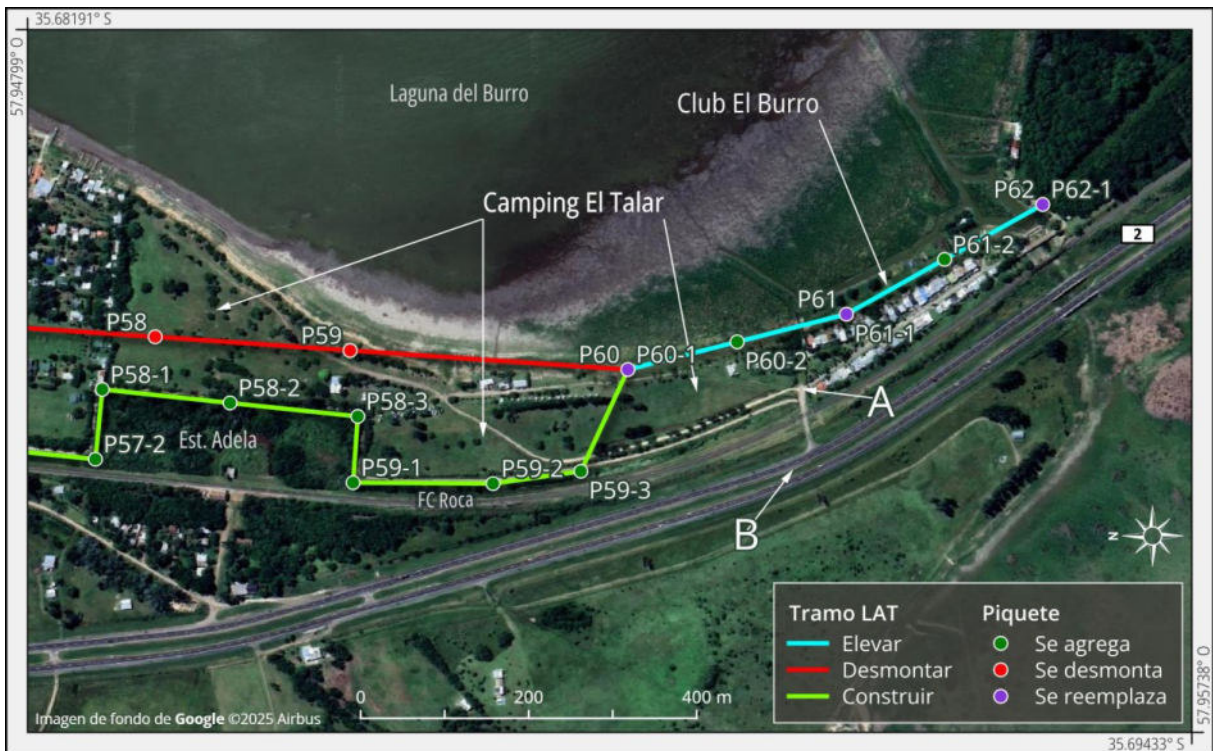 35.68191° S
57.94799° O
Laguna del Burro
Club El Burro
Camping El Talar
P62
P62-1
2
P61-2
P61
P61-1
P58
P59
P60
P60-1
P60-2
P58-1
P58-2
P58-3
A
Est. Adela
P57-2
P59-1
P59-2
P59-3
FC Roca
B
N
Tramo LAT
Piquete
Elevar
Se agrega
Desmontar
Se desmonta
Construir
Se reemplaza
0 200 400 m
Imagen de fondo de Google ©2025 Airbus
57.95738° O
35.69433° S